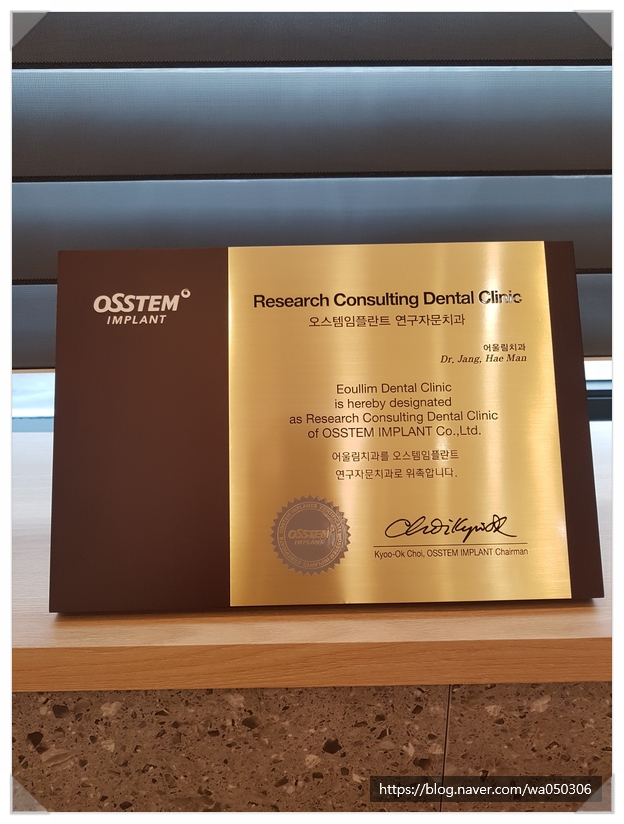 OSSTEM
IMPLANT
Research Consulting Dental Clinic
오스템임플란트 연구자문치과
어울림치과
Dr, Jang, Hae Man
Eoullim Dental Clinic
is hereby designated
as Research Consulting Dental Clinic
of OSSTEM IMPLANT Co.,Ltd.
어울림치과를 오스템임플란트
연구자문치과로 위촉합니다.
OSSTEM
IMPLANT
Kyoo-Ok Choi, OSSTEM IMPLANT Chairman
https://blog.naver.com/wa050306